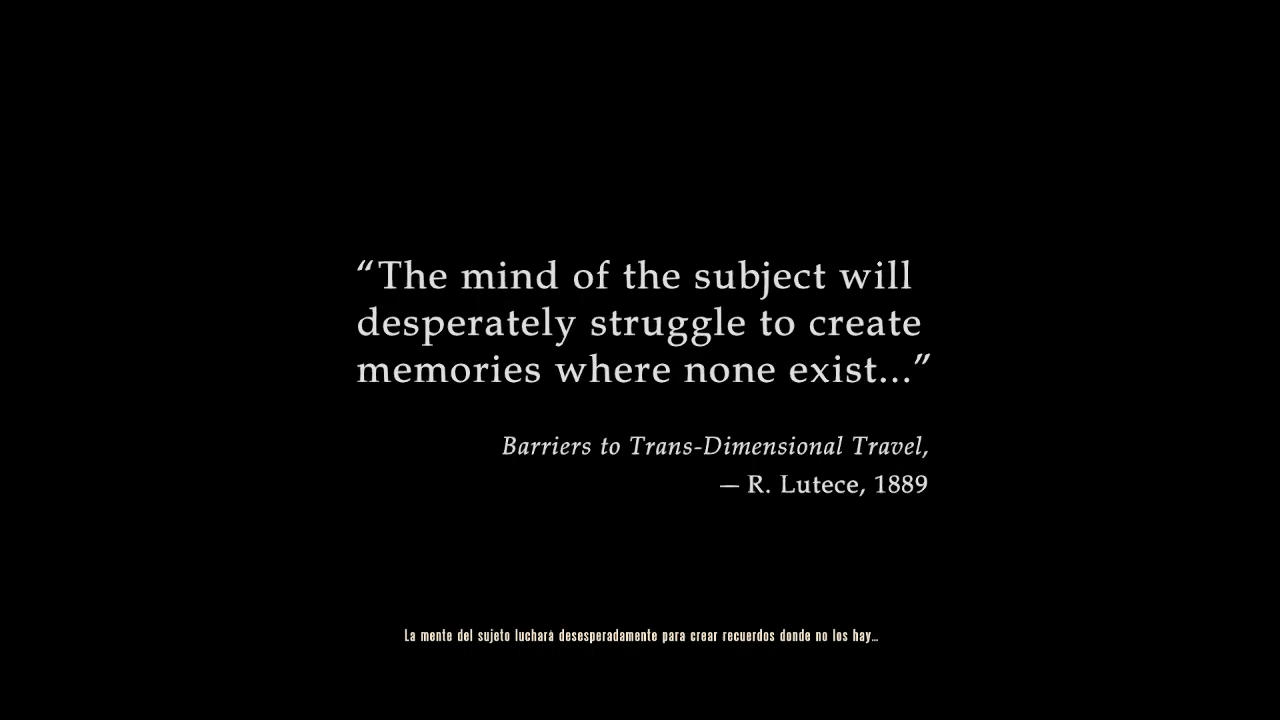 “The mind of the subject will
desperately struggle to create
memories where none exist...”
Barriers to Trans-Dimensional Travel,
— R. Lutece, 1889
La mente del sujeto luchará desesperadamente para crear recuerdos donde no los hay...